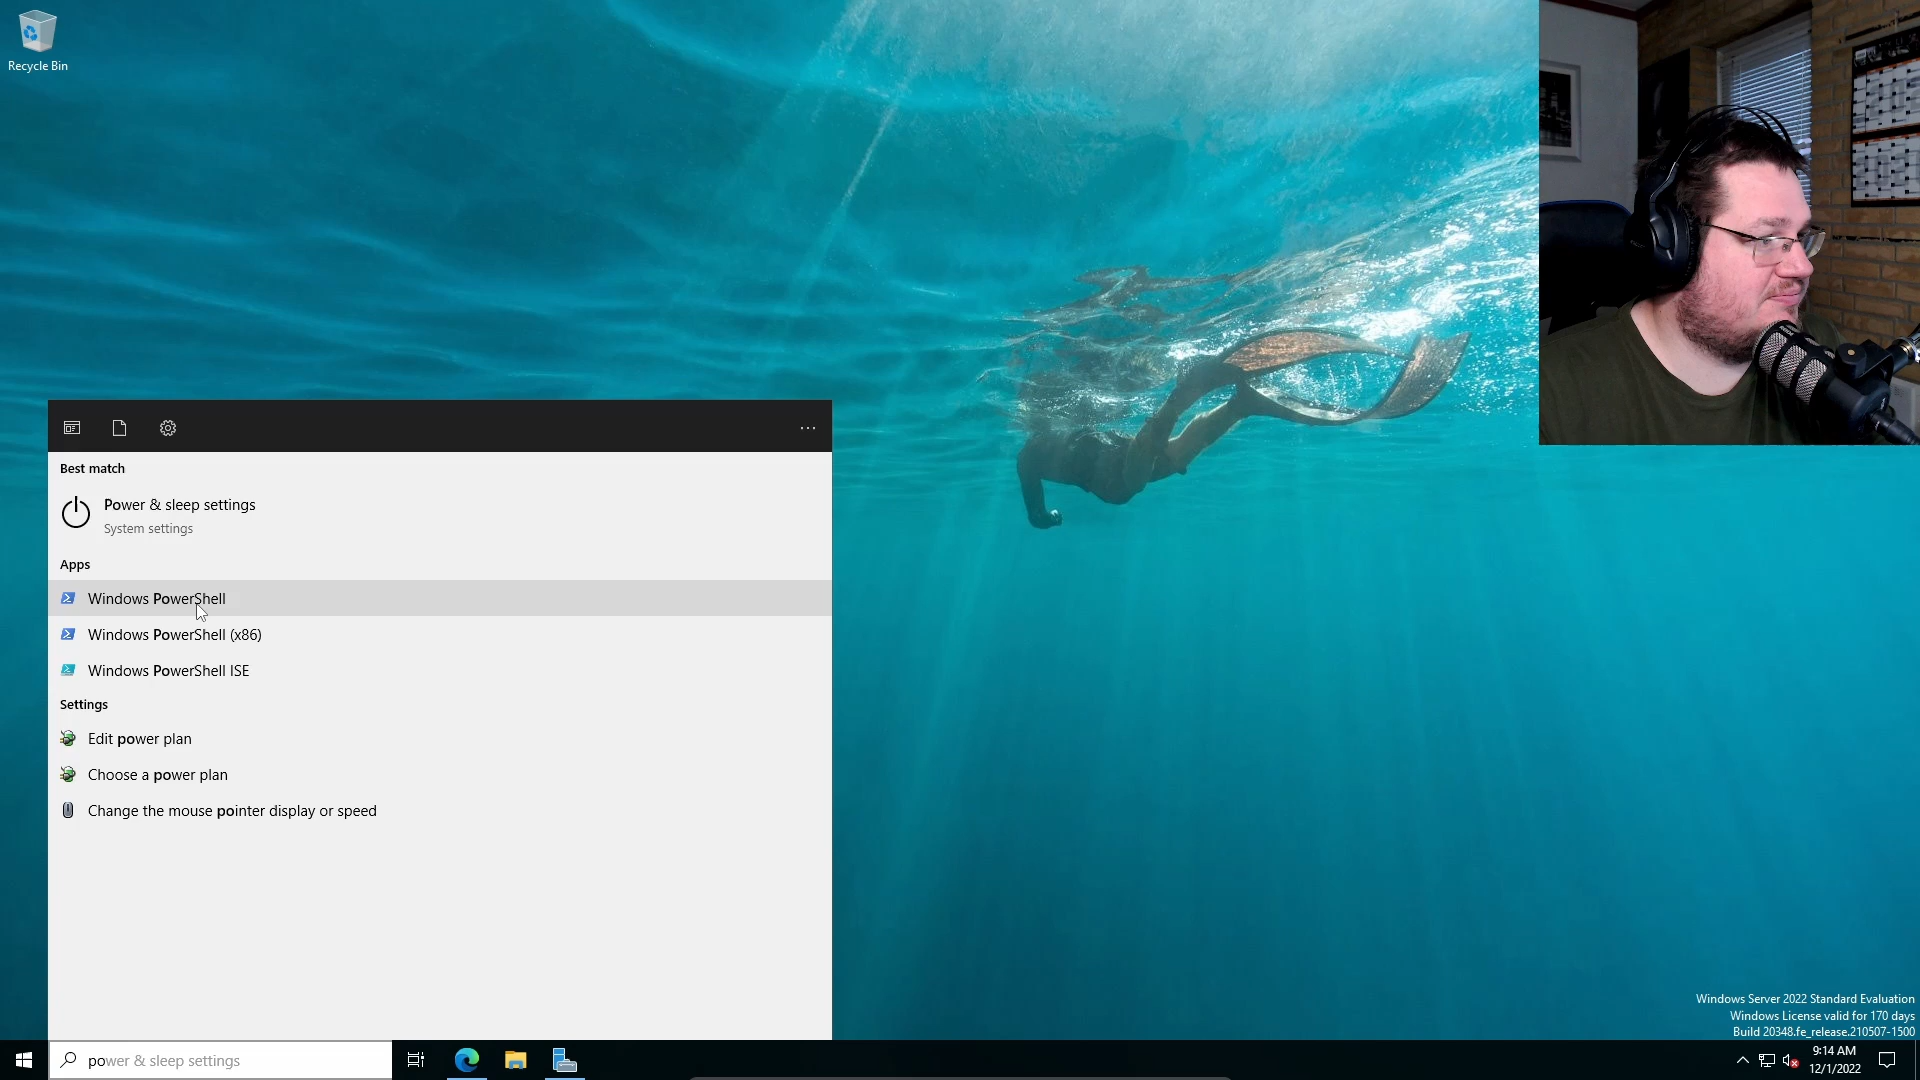 Recycle Bin
Best match
Power & sleep settings
System settings
Apps
Windows PowerShell
Windows PowerShell (x86)
Windows PowerShell ISE
Settings
Edit power plan
Choose a power plan
Change the mouse pointer display or speed
Windows Server 2022 Standard Evaluation
Windows License valid for 170 days
Build 20348.fe_release.210507-1500
power & sleep settings
9:14 AM
12/1/2022